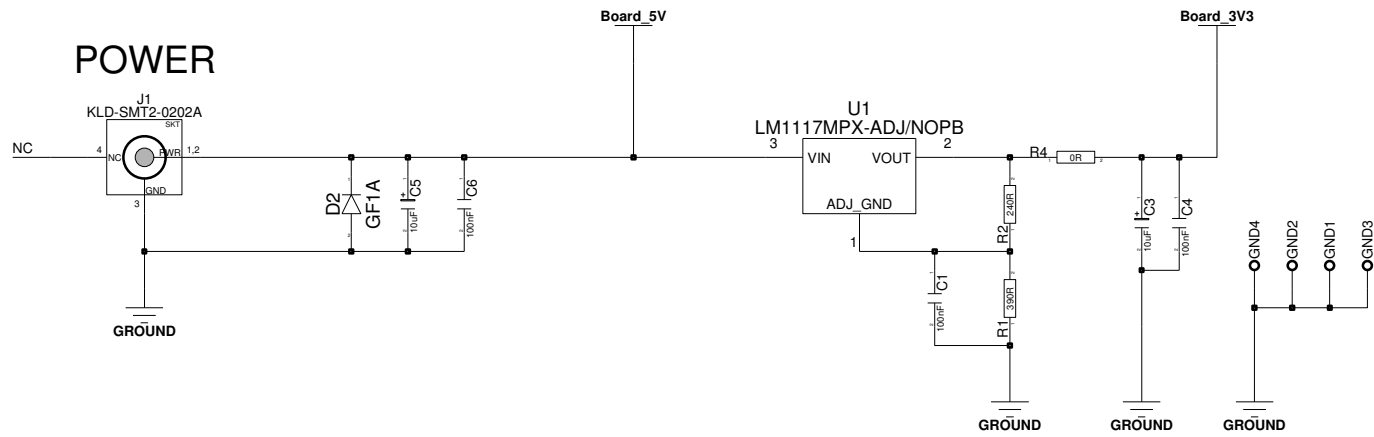 Board_5V
Board_3V3
POWER
J1
KLD-SMT2-0202A
SKT
NC
4
NC
PWR
1,2
GND
3
GROUND
D2
GF1A
C5
10uF
C6
100nF
U1
LM1117MPX-ADJ/NOPB
3
VIN
VOUT
2
ADJ_GND
1
R4
0R
240R
R2
C1
100nF
390R
R1
GROUND
C3
10uF
C4
100nF
GROUND
GND4
GND2
GND1
GND3
GROUND